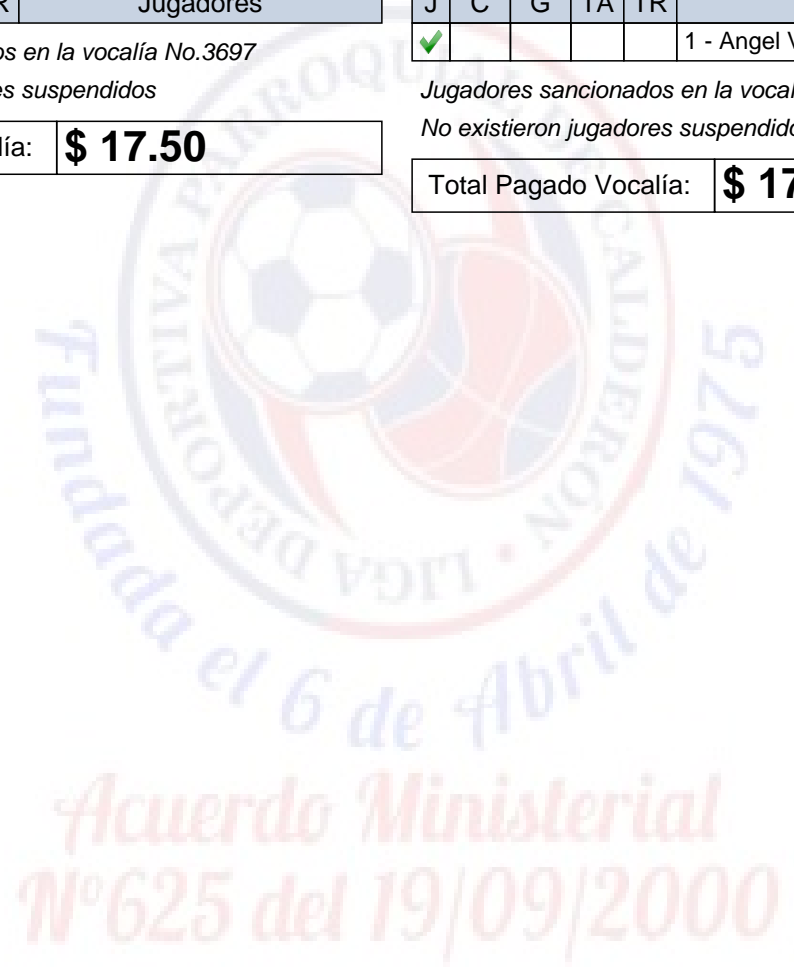 R Jugadores
os en la vocalía No.3697
es suspendidos
lía: $ 17.50
J C G TA TR
1 - Angel V
Jugadores sancionados en la vocal
No existieron jugadores suspendido
Total Pagado Vocalía: $ 17
LIGA DEPORTIVA PARROQUIAL DE CALDERÓN
Fundada el 6 de Abril de 1975
Acuerdo Ministerial
Nº625 del 19/09/2000